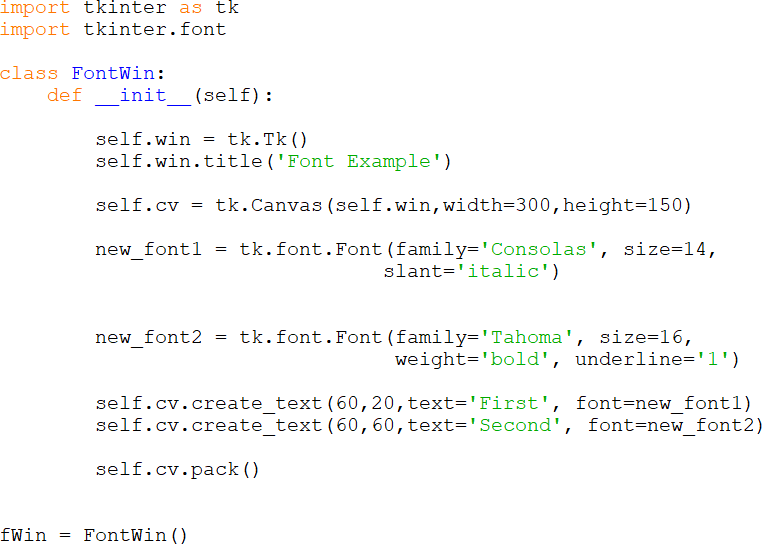 import tkinter as tk
import tkinter.font
class FontWin:
    def __init__(self):
        self.win = tk.Tk()
        self.win.title('Font Example')
        self.cv = tk.Canvas(self.win,width=300,height=150)
        new_font1 = tk.font.Font(family='Consolas', size=14,
                                slant='italic')
        new_font2 = tk.font.Font(family='Tahoma', size=16,
                                 weight='bold', underline='1')
        self.cv.create_text(60,20,text='First', font=new_font1)
        self.cv.create_text(60,60,text='Second', font=new_font2)
        self.cv.pack()
fWin = FontWin()